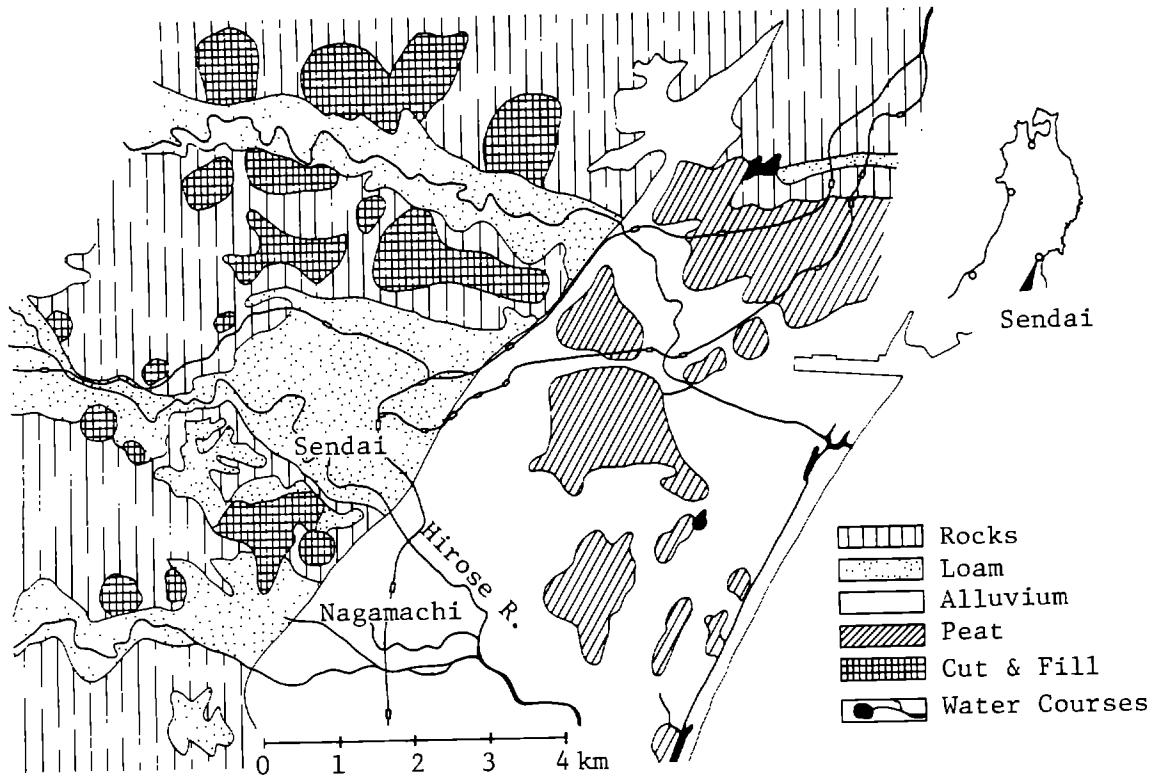 Sendai
Sendai
Hirose R.
Nagamachi
Rocks
Loam
Alluvium
Peat
Cut & Fill
Water Courses
0 1 2 3 4 km